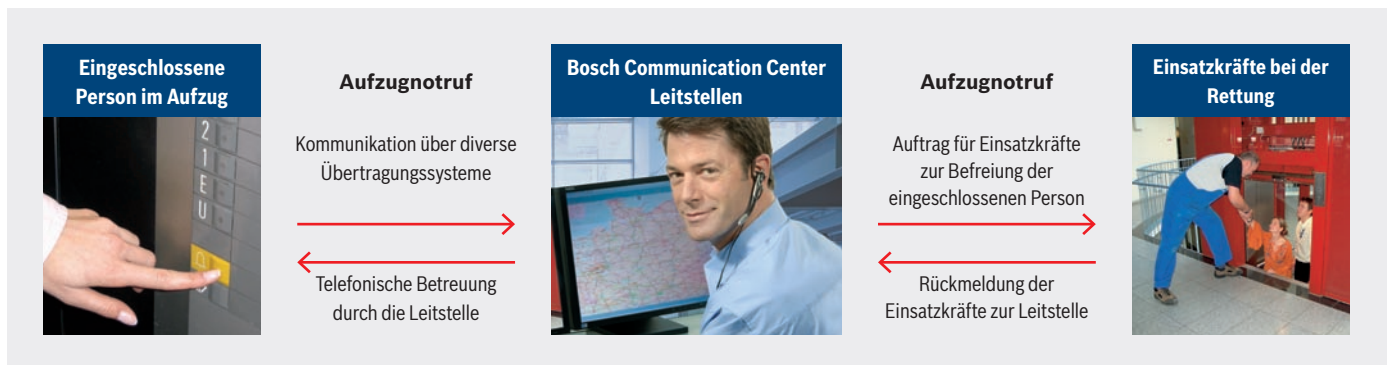 Eingeschlossene
Person im Aufzug
2
1
E
U
Aufzugnotruf
Kommunikation über diverse
Übertragungssysteme
Telefonische Betreuung
durch die Leitstelle
Bosch Communication Center
Leitstellen
Aufzugnotruf
Auftrag für Einsatzkräfte
zur Befreiung der
eingeschlossenen Person
Rückmeldung der
Einsatzkräfte zur Leitstelle
Einsatzkräfte bei der
Rettung